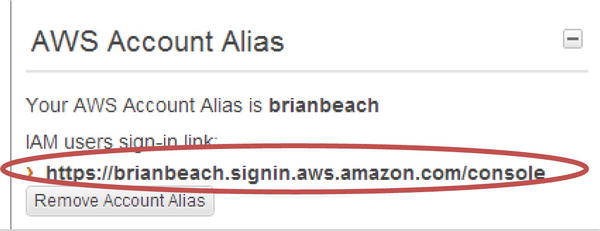 AWS Account Alias
Your AWS Account Alias is brianbeach
IAM users sign-in link:
https://brianbeach.signin.aws.amazon.com/console
Remove Account Alias